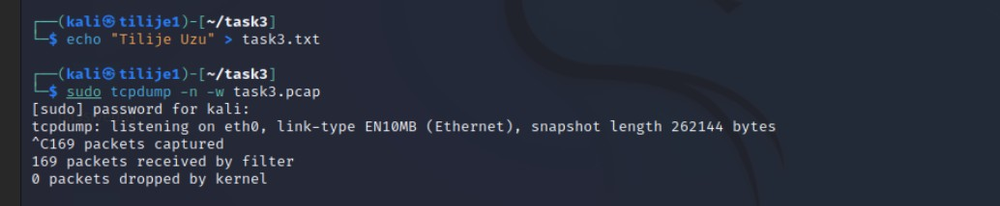 ┌──(kali㉿tilije1)-[~/task3]
└─$ echo "Tilije Uzu" > task3.txt
┌──(kali㉿tilije1)-[~/task3]
└─$ sudo tcpdump -n -w task3.pcap
[sudo] password for kali:
tcpdump: listening on eth0, link-type EN10MB (Ethernet), snapshot length 262144 bytes
^C169 packets captured
169 packets received by filter
0 packets dropped by kernel